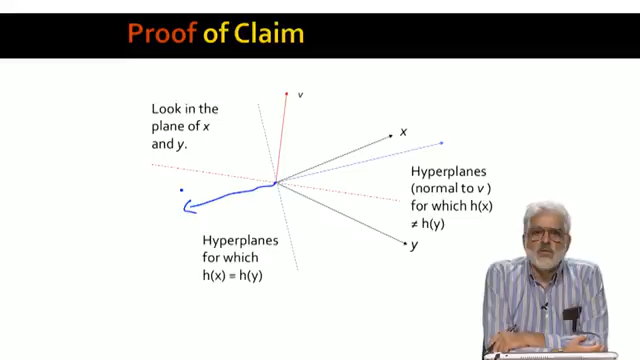 Proof of Claim
Look in the
plane of x
and y.
v
x
Hyperplanes
(normal to v )
for which h(x)
≠ h(y)
y
Hyperplanes
for which
h(x) = h(y)